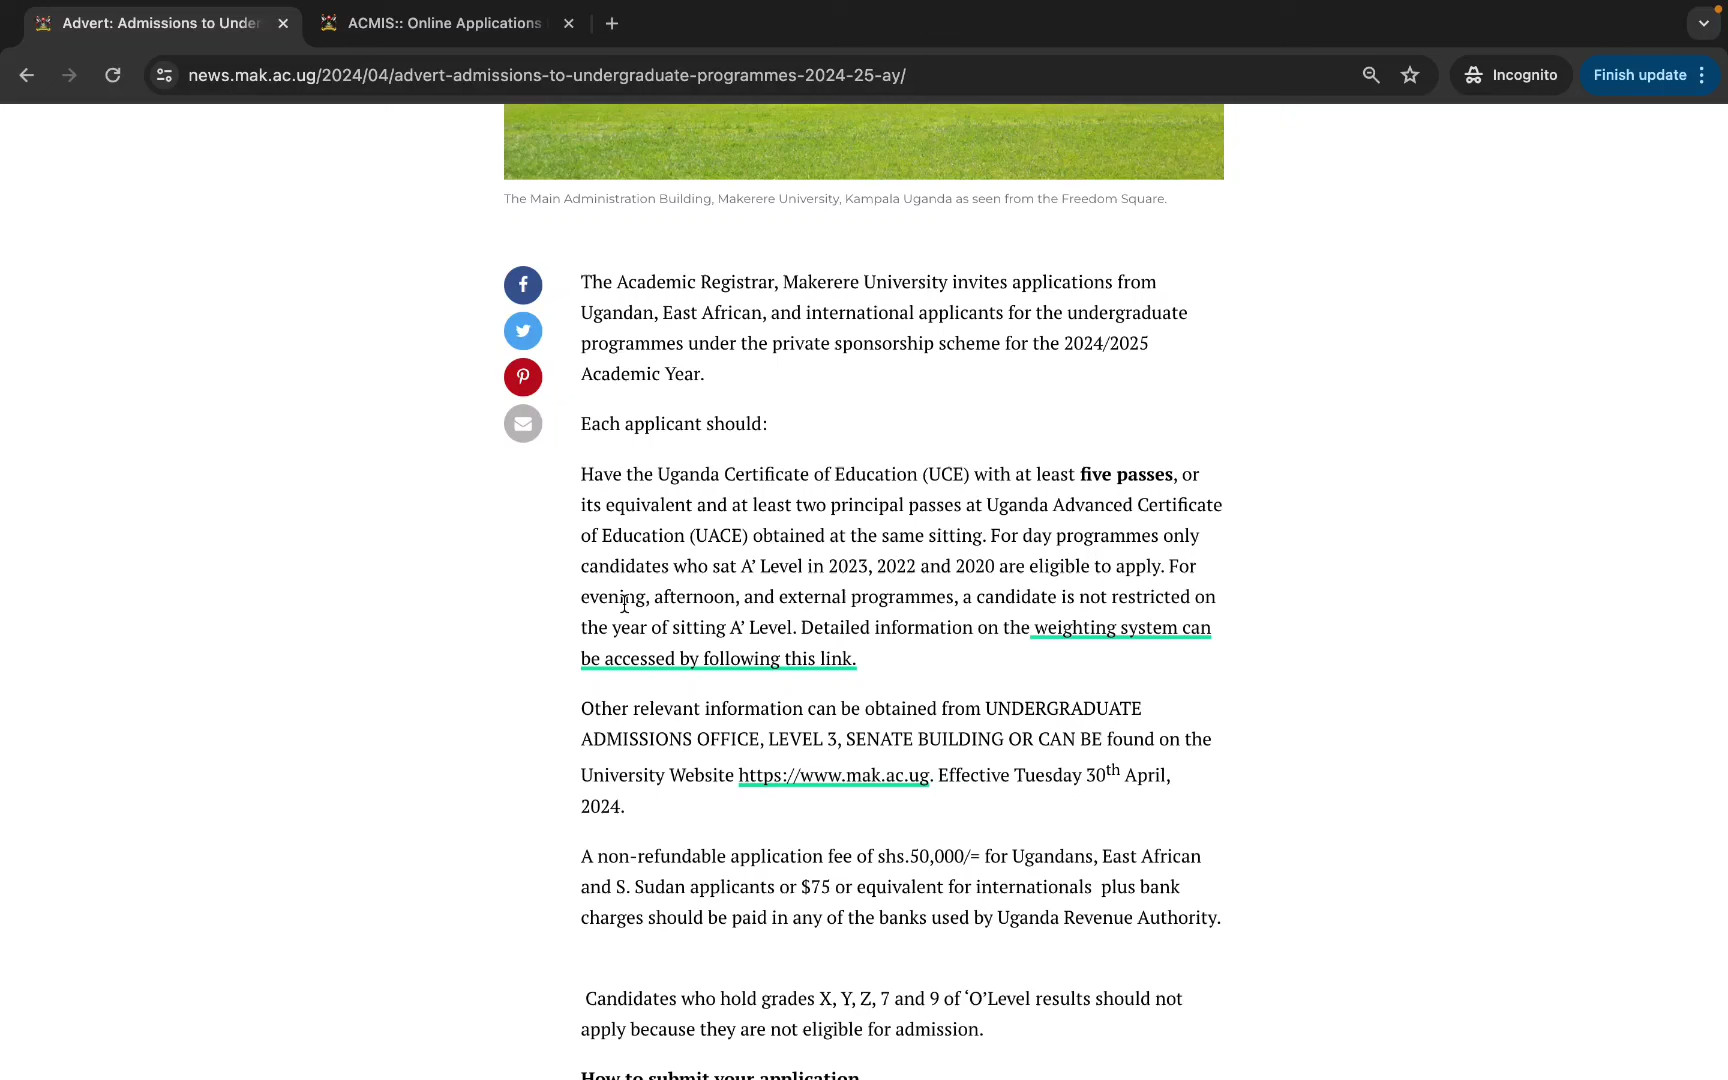 Advert: Admissions to Unde
ACMIS:: Online Applications
news.mak.ac.ug/2024/04/advert-admissions-to-undergraduate-programmes-2024-25-ay/
Incognito
Finish update
The Main Administration Building, Makerere University, Kampala Uganda as seen from the Freedom Square.
The Academic Registrar, Makerere University invites applications from
Ugandan, East African, and international applicants for the undergraduate
programmes under the private sponsorship scheme for the 2024/2025
Academic Year.
Each applicant should:
Have the Uganda Certificate of Education (UCE) with at least five passes, or
its equivalent and at least two principal passes at Uganda Advanced Certificate
of Education (UACE) obtained at the same sitting. For day programmes only
candidates who sat A’ Level in 2023, 2022 and 2020 are eligible to apply. For
evening, afternoon, and external programmes, a candidate is not restricted on
the year of sitting A’ Level. Detailed information on the weighting system can
be accessed by following this link.
Other relevant information can be obtained from UNDERGRADUATE
ADMISSIONS OFFICE, LEVEL 3, SENATE BUILDING OR CAN BE found on the
University Website https://www.mak.ac.ug. Effective Tuesday 30th April,
2024.
A non-refundable application fee of shs.50,000/= for Ugandans, East African
and S. Sudan applicants or $75 or equivalent for internationals  plus bank
charges should be paid in any of the banks used by Uganda Revenue Authority.
Candidates who hold grades X, Y, Z, 7 and 9 of ‘O’Level results should not
apply because they are not eligible for admission.
How to submit your application